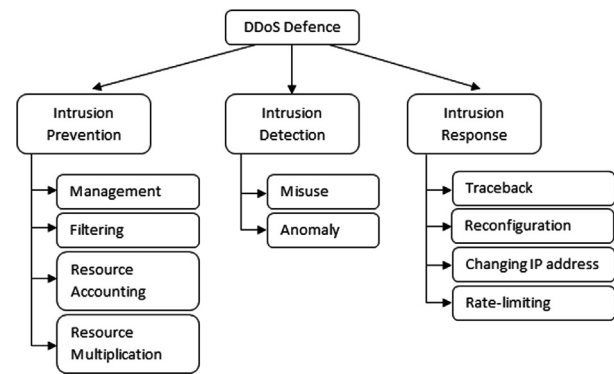 DDoS Defence
Intrusion
Prevention
Management
Filtering
Resource
Accounting
Resource
Multiplication
Intrusion
Detection
Misuse
Anomaly
Intrusion
Response
Traceback
Reconfiguration
Changing IP address
Rate-limiting